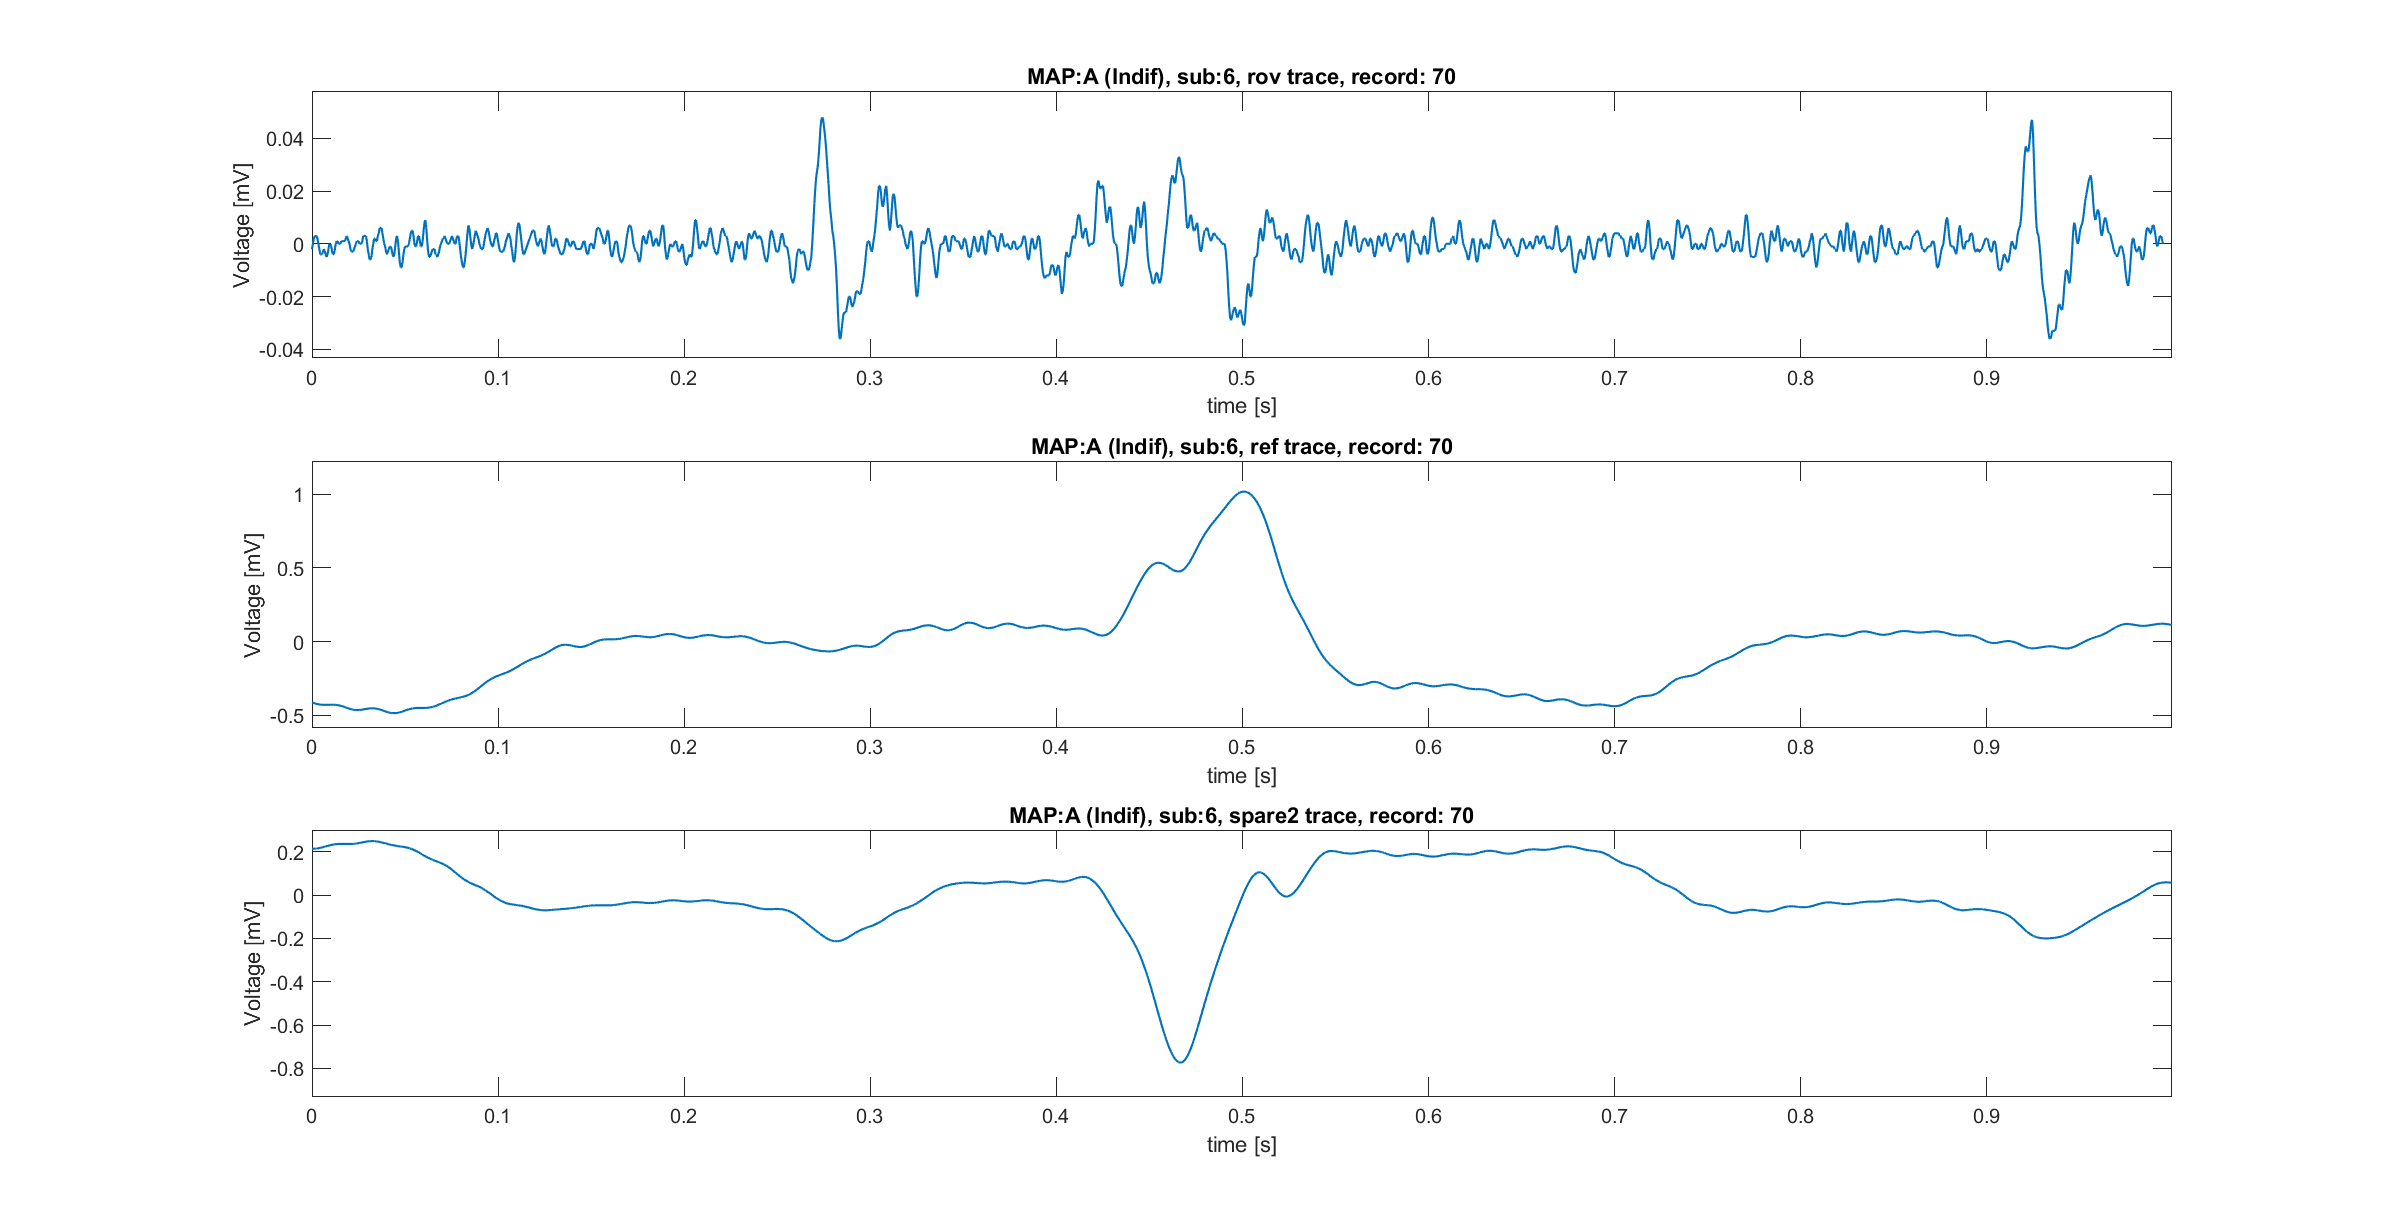 MAP:A (Indif), sub:6, rov trace, record: 70
Voltage [mV]
0.04
0.02
0
-0.02
-0.04
0 0.1 0.2 0.3 0.4 0.5 0.6 0.7 0.8 0.9
time [s]
MAP:A (Indif), sub:6, ref trace, record: 70
Voltage [mV]
1
0.5
0
-0.5
0 0.1 0.2 0.3 0.4 0.5 0.6 0.7 0.8 0.9
time [s]
MAP:A (Indif), sub:6, spare2 trace, record: 70
Voltage [mV]
0.2
0
-0.2
-0.4
-0.6
-0.8
0 0.1 0.2 0.3 0.4 0.5 0.6 0.7 0.8 0.9
time [s]